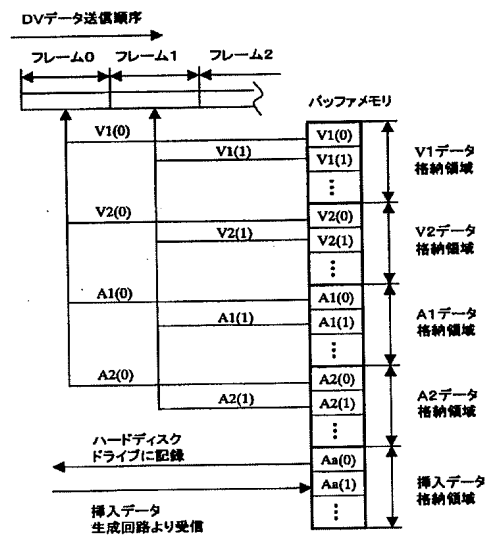 DVデータ送信順序
フレーム0 フレーム1 フレーム2
バッファメモリ
V1(0) V1(0)
V1(1) V1(1)
⋮
V1データ
格納領域
V2(0) V2(0)
V2(1) V2(1)
⋮
V2データ
格納領域
A1(0) A1(0)
A1(1) A1(1)
⋮
A1データ
格納領域
A2(0) A2(0)
A2(1) A2(1)
⋮
A2データ
格納領域
ハードディスク
ドライブに記録
Aa(0)
Aa(1)
⋮
挿入データ
格納領域
挿入データ
生成回路より受信